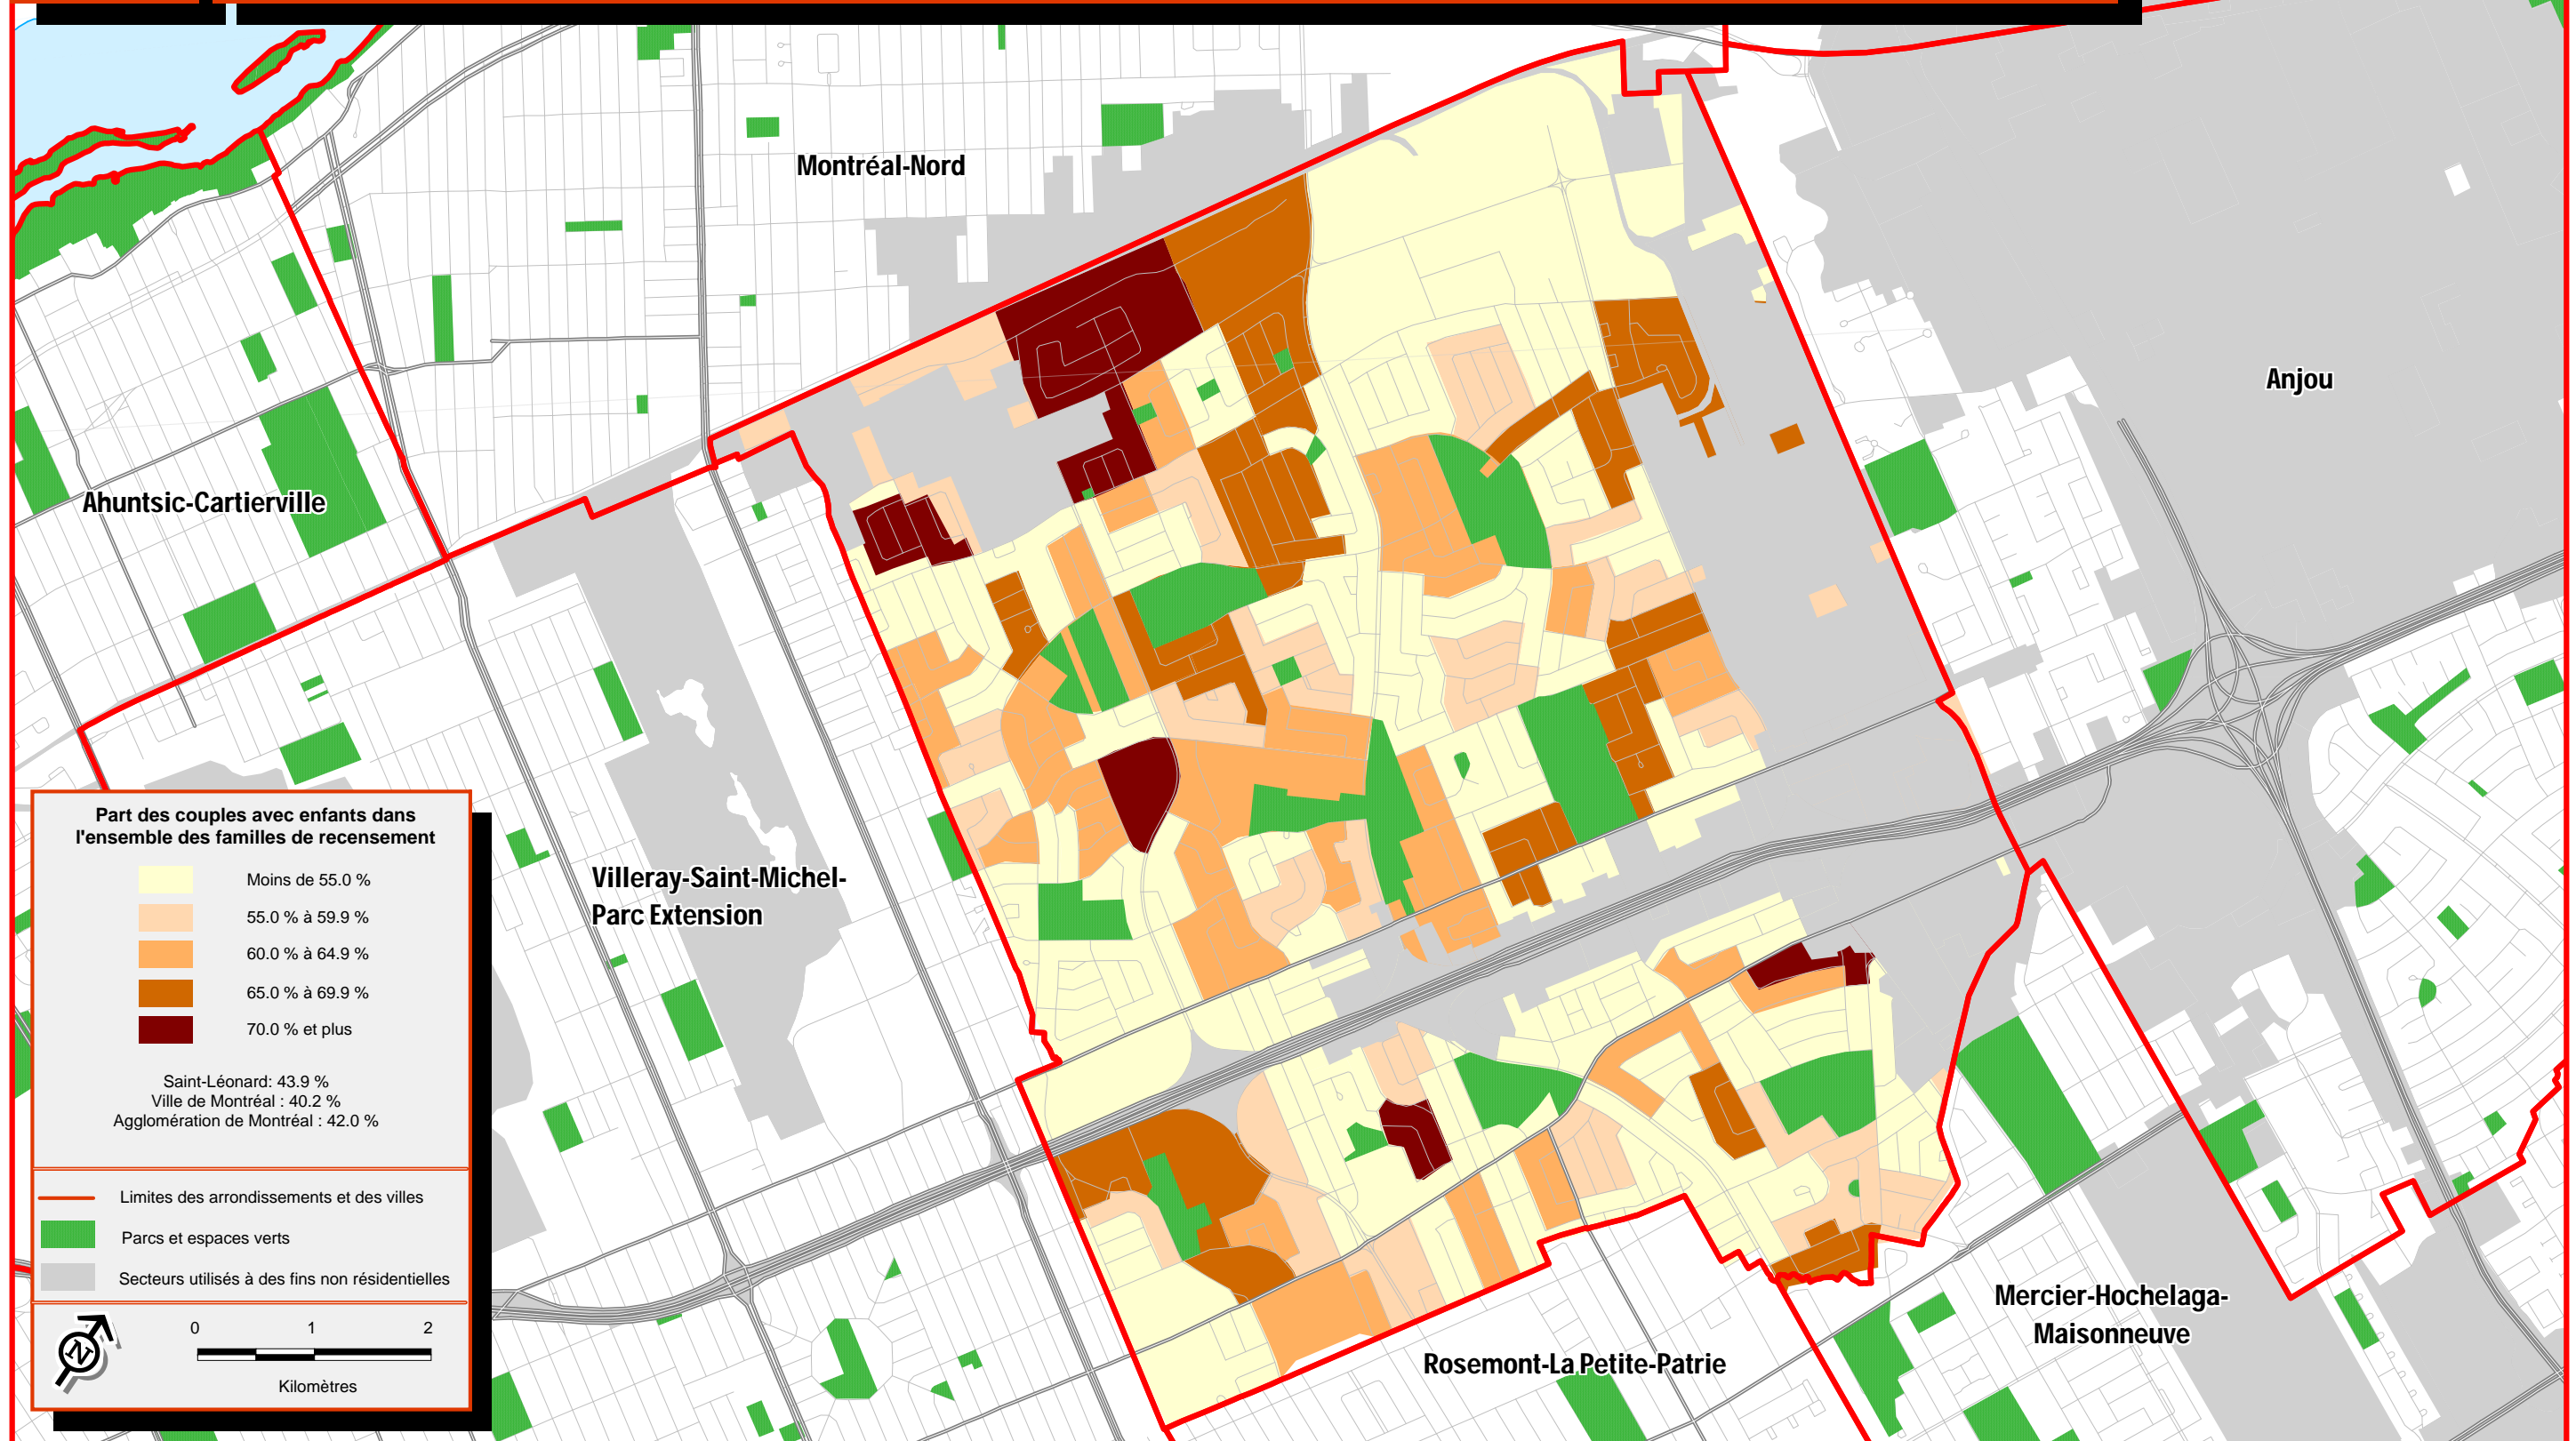 Montréal-Nord
Anjou
Ahuntsic-Cartierville
Villeray-Saint-Michel-
Parc Extension
Mercier-Hochelaga-
Maisonneuve
Rosemont-La Petite-Patrie
Part des couples avec enfants dans
l'ensemble des familles de recensement
Moins de 55.0 %
55.0 % à 59.9 %
60.0 % à 64.9 %
65.0 % à 69.9 %
70.0 % et plus
Saint-Léonard: 43.9 %
Ville de Montréal : 40.2 %
Agglomération de Montréal : 42.0 %
Limites des arrondissements et des villes
Parcs et espaces verts
Secteurs utilisés à des fins non résidentielles
N
0 1 2
Kilomètres